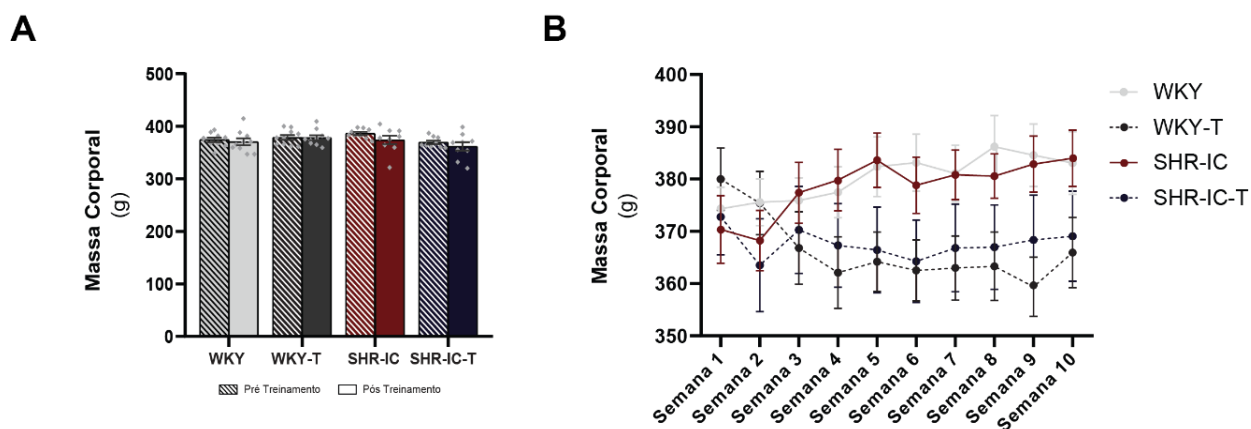 A
Massa Corporal
(g)
500
400
300
200
100
0
WKY
WKY-T
SHR-IC
SHR-IC-T
Pré Treinamento
Pós Treinamento
B
Massa Corporal
(g)
400
390
380
370
360
350
Semana 1
Semana 2
Semana 3
Semana 4
Semana 5
Semana 6
Semana 7
Semana 8
Semana 9
Semana 10
WKY
WKY-T
SHR-IC
SHR-IC-T